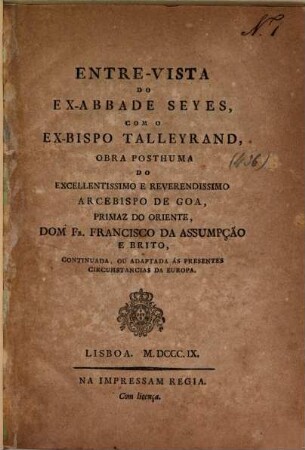 N. 1
ENTRE-VISTA
DO
EX-ABBADE SEYES,
COM O
EX-BISPO TALLEYRAND,
OBRA POSTHUMA (436)
DO
EXCELLENTISSIMO E REVERENDISSIMO
ARCEBISPO DE GOA,
PRIMAZ DO ORIENTE,
DOM FR. FRANCISCO DA ASSUMPÇÃO
E BRITO,
CONTINUADA, OU ADAPTADA ÁS PRESENTES
CIRCUMSTANCIAS DA EUROPA.
LISBOA. M. DCCC. IX.
NA IMPRESSAM REGIA.
Com licença.